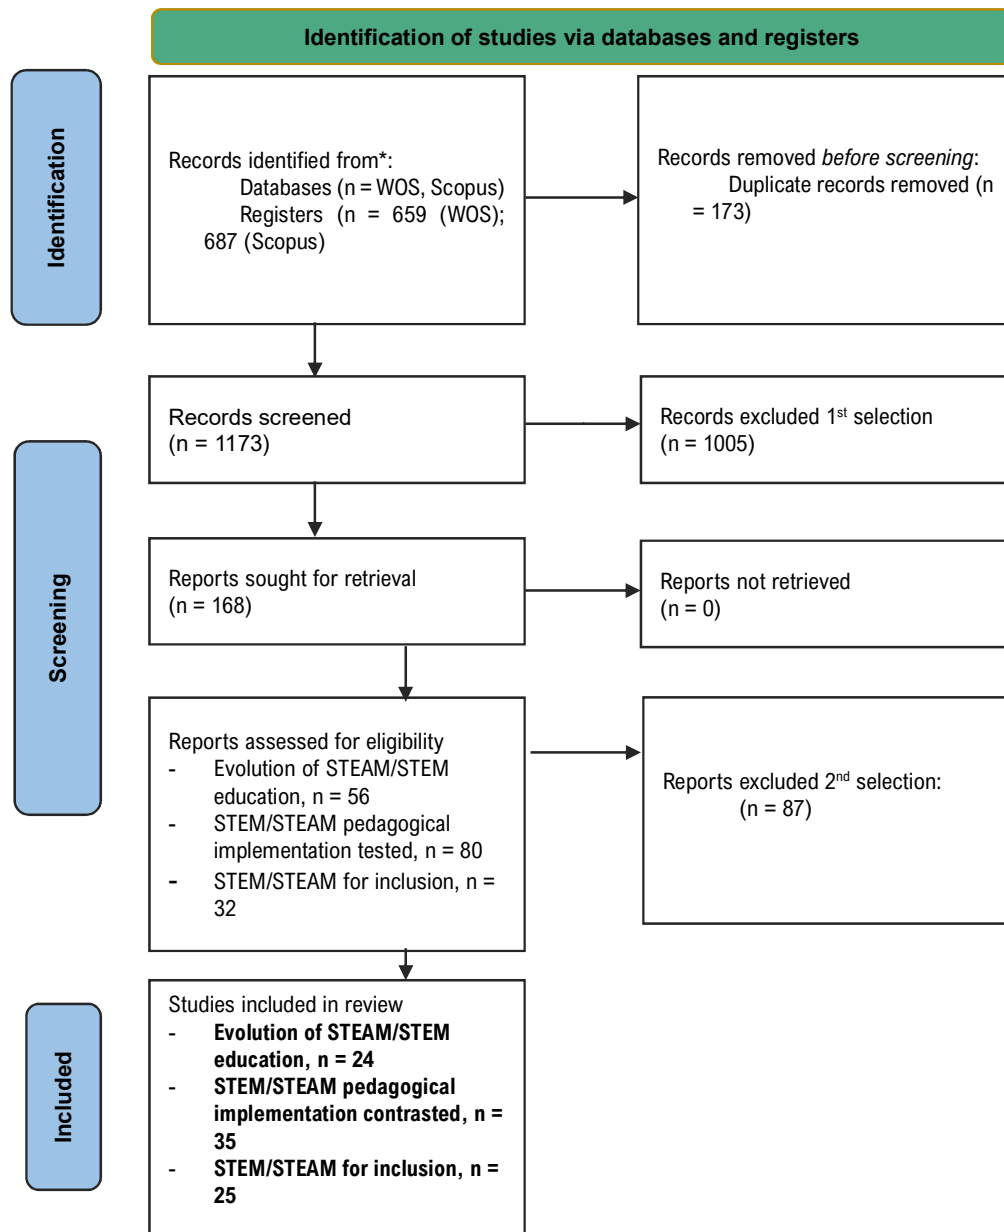 Identification of studies via databases and registers
Identification
Records identified from*:
Databases (n = WOS, Scopus)
Registers (n = 659 (WOS);
687 (Scopus)
Records removed before screening:
Duplicate records removed (n
= 173)
Screening
Records screened
(n = 1173)
Records excluded 1st selection
(n = 1005)
Reports sought for retrieval
(n = 168)
Reports not retrieved
(n = 0)
Reports assessed for eligibility
- Evolution of STEAM/STEM
education, n = 56
- STEM/STEAM pedagogical
implementation tested, n = 80
- STEM/STEAM for inclusion, n =
32
Reports excluded 2nd selection:
(n = 87)
Included
Studies included in review
- Evolution of STEAM/STEM
education, n = 24
- STEM/STEAM pedagogical
implementation contrasted, n =
35
- STEM/STEAM for inclusion, n =
25